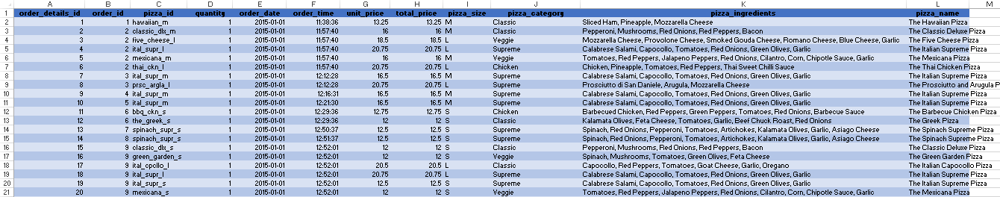 A B C D E F G H I J K L M
1 order_details_id order_id pizza_id quantity order_date order_time unit_price total_price pizza_size pizza_category pizza_ingredients pizza_name
2 1 1 hawaiian_m 1 2015-01-01 11:38:36 13.25 13.25 M Classic Sliced Ham, Pineapple, Mozzarella Cheese The Hawaiian Pizza
3 2 2 classic_dlx_m 1 2015-01-01 11:57:40 16 16 M Classic Pepperoni, Mushrooms, Red Onions, Red Peppers, Bacon The Classic Deluxe Pizza
4 3 2 five_cheese_l 1 2015-01-01 11:57:40 18.5 18.5 L Veggie Mozzarella Cheese, Provolone Cheese, Smoked Gouda Cheese, Romano Cheese, Blue Cheese, Garlic The Five Cheese Pizza
5 4 2 ital_supr_l 1 2015-01-01 11:57:40 20.75 20.75 L Supreme Calabrese Salami, Capocollo, Tomatoes, Red Onions, Green Olives, Garlic The Italian Supreme Pizza
6 5 2 mexicana_m 1 2015-01-01 11:57:40 16 16 M Veggie Tomatoes, Red Peppers, Jalapeno Peppers, Red Onions, Cilantro, Corn, Chipotle Sauce, Garlic The Mexicana Pizza
7 6 2 thai_ckn_l 1 2015-01-01 11:57:40 20.75 20.75 L Chicken Chicken, Pineapple, Tomatoes, Red Peppers, Thai Sweet Chilli Sauce The Thai Chicken Pizza
8 7 3 ital_supr_m 1 2015-01-01 12:12:28 16.5 16.5 M Supreme Calabrese Salami, Capocollo, Tomatoes, Red Onions, Green Olives, Garlic The Italian Supreme Pizza
9 8 3 prsc_argla_l 1 2015-01-01 12:12:28 20.75 20.75 L Supreme Prosciutto di San Daniele, Arugula, Mozzarella Cheese The Prosciutto and Arugula P
10 9 4 ital_supr_m 1 2015-01-01 12:16:31 16.5 16.5 M Supreme Calabrese Salami, Capocollo, Tomatoes, Red Onions, Green Olives, Garlic The Italian Supreme Pizza
11 10 5 ital_supr_m 1 2015-01-01 12:21:30 16.5 16.5 M Supreme Calabrese Salami, Capocollo, Tomatoes, Red Onions, Green Olives, Garlic The Italian Supreme Pizza
12 11 6 bbq_ckn_s 1 2015-01-01 12:29:36 12.75 12.75 S Chicken Barbecued Chicken, Red Peppers, Green Peppers, Tomatoes, Red Onions, Barbecue Sauce The Barbecue Chicken Pizza
13 12 6 the_greek_s 1 2015-01-01 12:29:36 12 12 S Classic Kalamata Olives, Feta Cheese, Tomatoes, Garlic, Beef Chuck Roast, Red Onions The Greek Pizza
14 13 7 spinach_supr_s 1 2015-01-01 12:50:37 12.5 12.5 S Supreme Spinach, Red Onions, Pepperoni, Tomatoes, Artichokes, Kalamata Olives, Garlic, Asiago Cheese The Spinach Supreme Pizza
15 14 8 spinach_supr_s 1 2015-01-01 12:51:37 12.5 12.5 S Supreme Spinach, Red Onions, Pepperoni, Tomatoes, Artichokes, Kalamata Olives, Garlic, Asiago Cheese The Spinach Supreme Pizza
16 15 9 classic_dlx_s 1 2015-01-01 12:52:01 12 12 S Classic Pepperoni, Mushrooms, Red Onions, Red Peppers, Bacon The Classic Deluxe Pizza
17 16 9 green_garden_s 1 2015-01-01 12:52:01 12 12 S Veggie Spinach, Mushrooms, Tomatoes, Green Olives, Feta Cheese The Green Garden Pizza
18 17 9 ital_cpcllo_l 1 2015-01-01 12:52:01 20.5 20.5 L Classic Capocollo, Red Peppers, Tomatoes, Goat Cheese, Garlic, Oregano The Italian Capocollo Pizza
19 18 9 ital_supr_l 1 2015-01-01 12:52:01 20.75 20.75 L Supreme Calabrese Salami, Capocollo, Tomatoes, Red Onions, Green Olives, Garlic The Italian Supreme Pizza
20 19 9 ital_supr_s 1 2015-01-01 12:52:01 12.5 12.5 S Supreme Calabrese Salami, Capocollo, Tomatoes, Red Onions, Green Olives, Garlic The Italian Supreme Pizza
21 20 9 mexicana_s 1 2015-01-01 12:52:01 12 12 S Veggie Tomatoes, Red Peppers, Jalapeno Peppers, Red Onions, Cilantro, Corn, Chipotle Sauce, Garlic The Mexicana Pizza